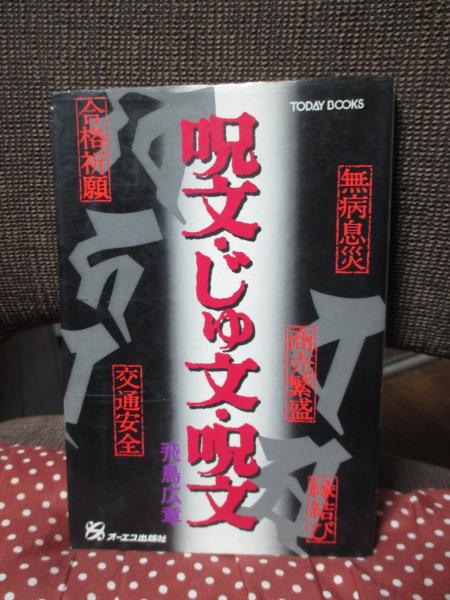 TODAY BOOKS
合格祈願
無病息災
呪文・じゅ文・呪文
商売繁盛
交通安全
縁結び
飛鳥広章
オーエス出版社